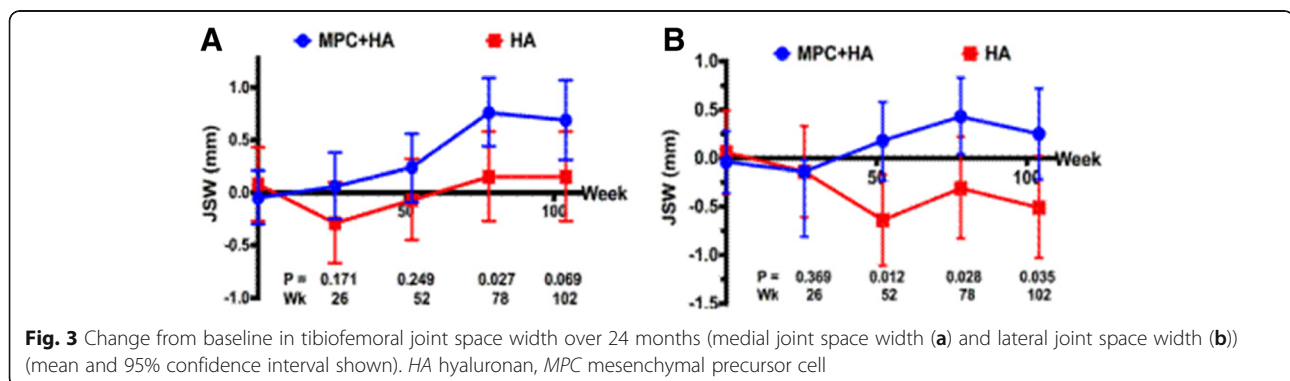 A
MPC+HA HA
1.0
0.5
0.0
-0.5
-1.0
JSW (mm)
50
100
Week
P = 0.171 0.249 0.027 0.069
Wk 26 52 78 102
B
MPC+HA HA
1.0
0.5
0.0
-0.5
-1.0
-1.5
JSW (mm)
50
100
Week
P = 0.369 0.012 0.028 0.035
Wk 26 52 78 102
Fig. 3 Change from baseline in tibiofemoral joint space width over 24 months (medial joint space width (a) and lateral joint space width (b))
(mean and 95% confidence interval shown). HA hyaluronan, MPC mesenchymal precursor cell